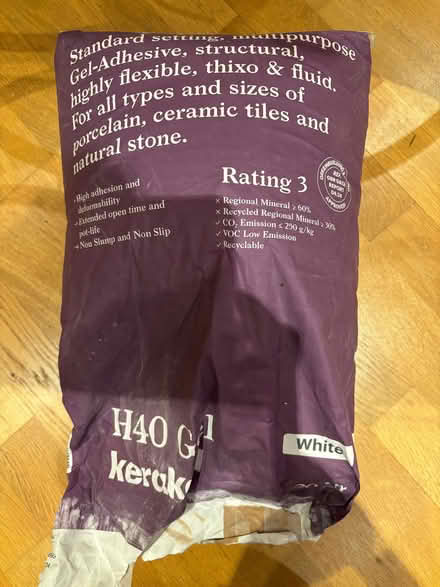 Standard setting, multipurpose
Gel-Adhesive, structural,
highly flexible, thixo & fluid.
For all types and sizes of
porcelain, ceramic tiles and
natural stone.
High adhesion and
deformability
Extended open time and
pot-life
Non Slump and Non Slip
Rating 3
× Regional Mineral ≥ 60%
× Recycled Regional Mineral ≥ 30%
✓ CO₂ Emission ≤ 250 g/kg
✓ VOC Low Emission
✓ Recyclable
H40 G l
kerak
White